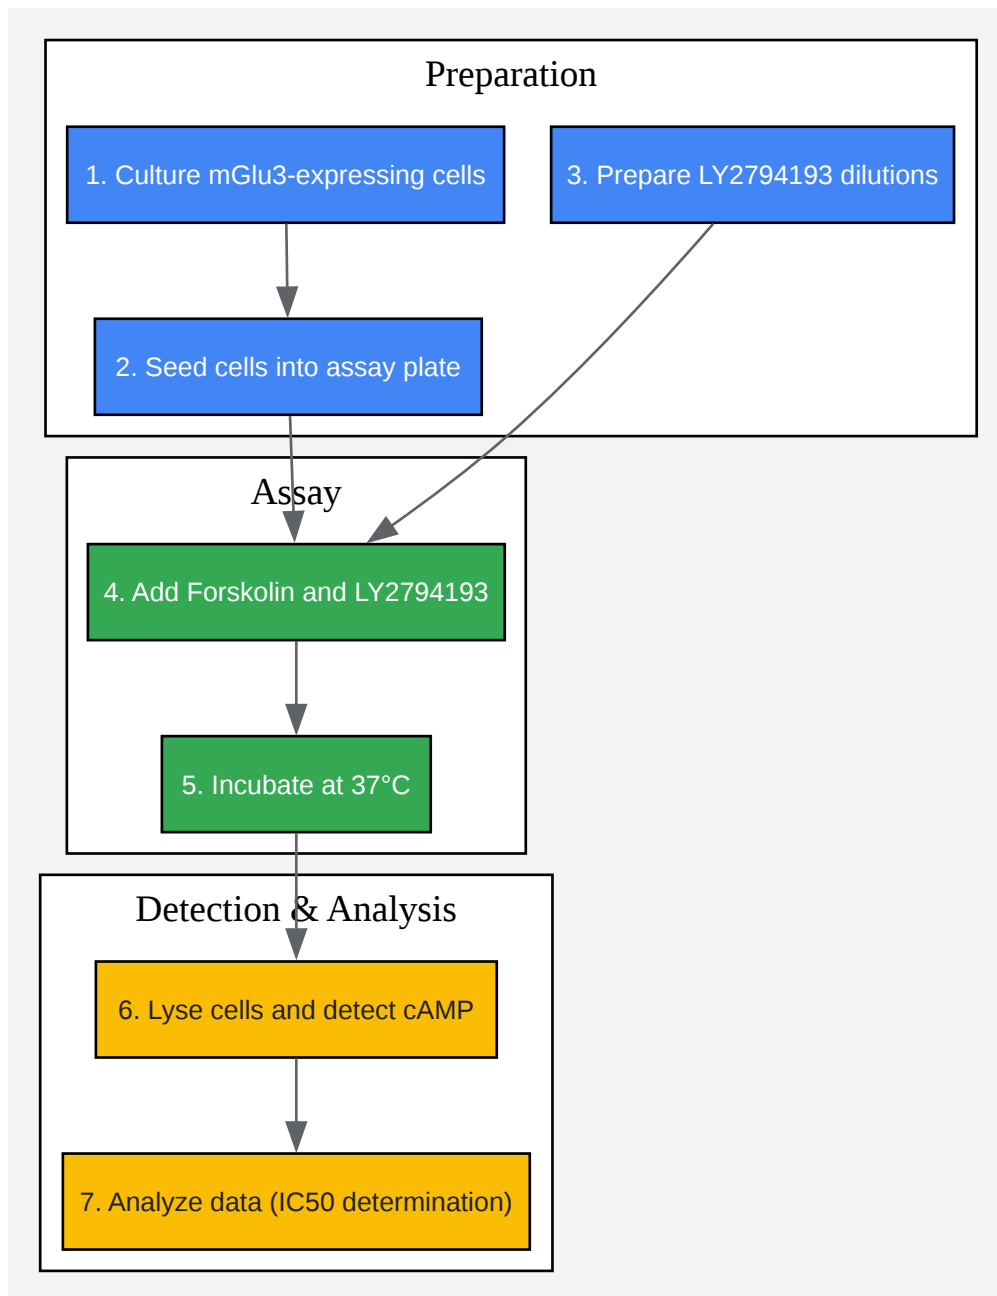 Preparation
1. Culture mGlu3-expressing cells
3. Prepare LY2794193 dilutions
2. Seed cells into assay plate
Assay
4. Add Forskolin and LY2794193
5. Incubate at 37°C
Detection & Analysis
6. Lyse cells and detect cAMP
7. Analyze data (IC50 determination)